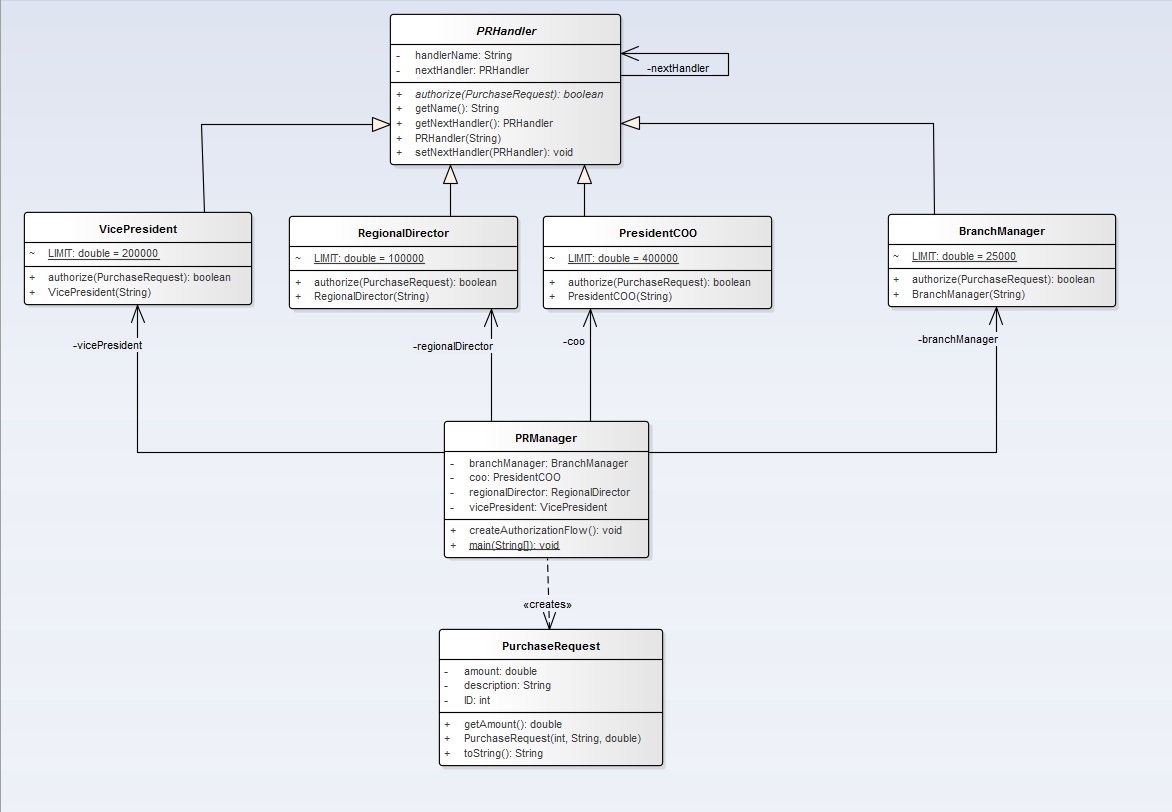 PRHandler
- handlerName: String
- nextHandler: PRHandler
+ authorize(PurchaseRequest): boolean
+ getName(): String
+ getNextHandler(): PRHandler
+ PRHandler(String)
+ setNextHandler(PRHandler): void
-nextHandler
VicePresident
~ LIMIT: double = 200000
+ authorize(PurchaseRequest): boolean
+ VicePresident(String)
RegionalDirector
~ LIMIT: double = 100000
+ authorize(PurchaseRequest): boolean
+ RegionalDirector(String)
PresidentCOO
~ LIMIT: double = 400000
+ authorize(PurchaseRequest): boolean
+ PresidentCOO(String)
BranchManager
~ LIMIT: double = 25000
+ authorize(PurchaseRequest): boolean
+ BranchManager(String)
-vicePresident
-regionalDirector
-coo
-branchManager
PRManager
- branchManager: BranchManager
- coo: PresidentCOO
- regionalDirector: RegionalDirector
- vicePresident: VicePresident
+ createAuthorizationFlow(): void
+ main(String[]): void
«creates»
PurchaseRequest
- amount: double
- description: String
- ID: int
+ getAmount(): double
+ PurchaseRequest(int, String, double)
+ toString(): String